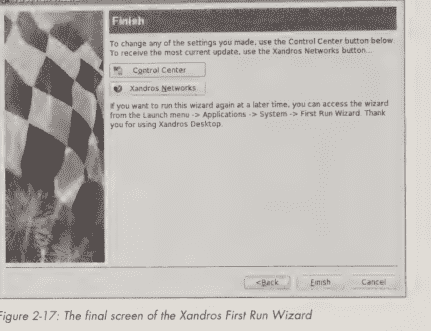 Finish
To change any of the settings you made, use the Control Center button below
To receive the most current update, use the Xandros Networks button...
Control Center
Xandros Networks
If you want to run this wizard again at a later time, you can access the wizard
from the Launch menu -> Applications -> System -> First Run Wizard. Thank
you for using Xandros Desktop.
<Back
Finish
Cancel
Figure 2-17: The final screen of the Xandros First Run Wizard